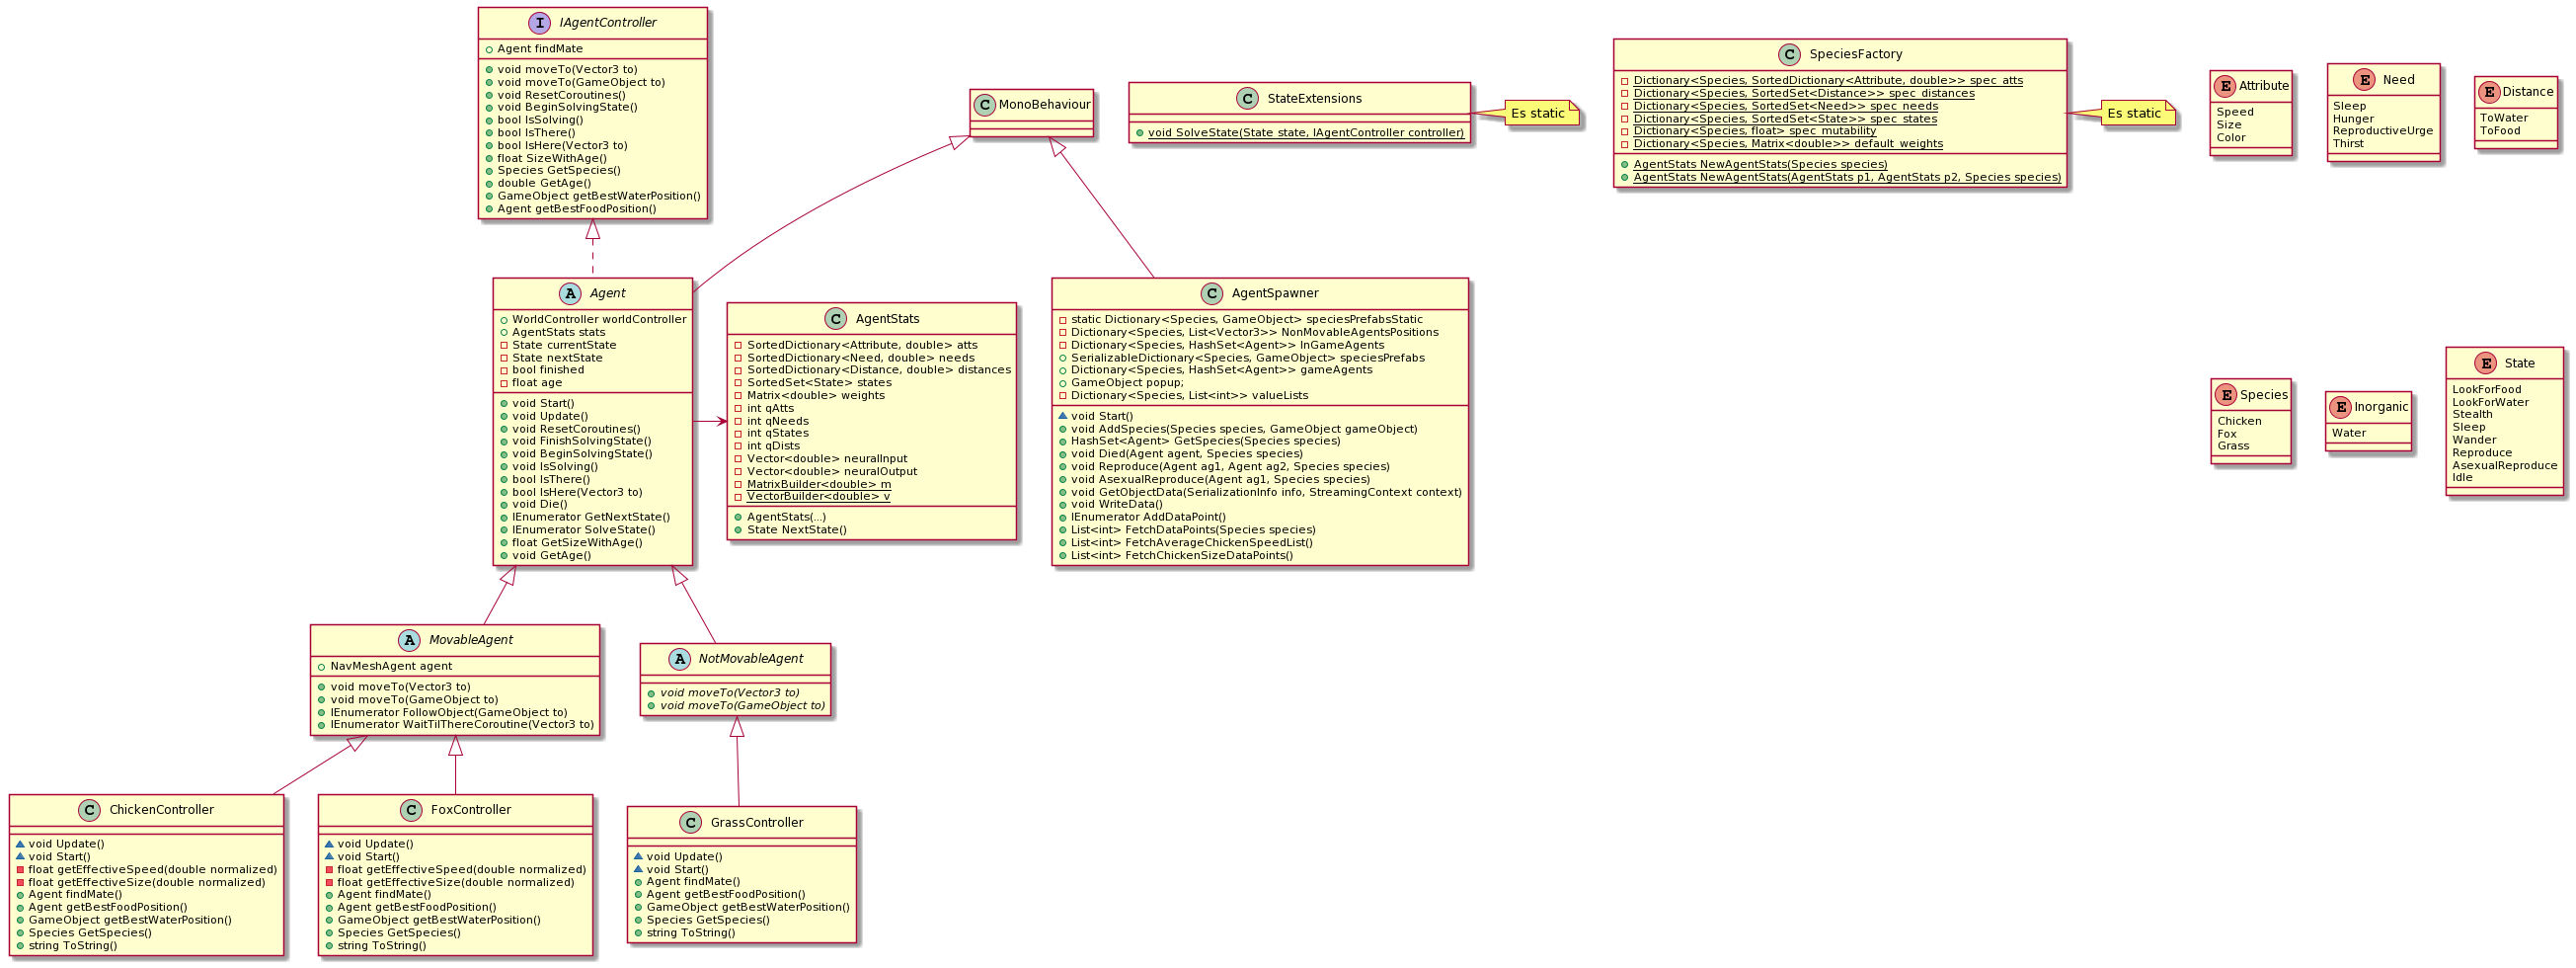 I IAgentController
Agent findMate
void moveTo(Vector3 to)
void moveTo(GameObject to)
void ResetCoroutines()
void BeginSolvingState()
bool IsSolving()
bool IsThere()
bool IsHere(Vector3 to)
float SizeWithAge()
Species GetSpecies()
double GetAge()
GameObject getBestWaterPosition()
Agent getBestFoodPosition()
C MonoBehaviour
C StateExtensions
void SolveState(State state, IAgentController controller)
Es static
C SpeciesFactory
Dictionary<Species, SortedDictionary<Attribute, double>> spec_atts
Dictionary<Species, SortedSet<Distance>> spec_distances
Dictionary<Species, SortedSet<Need>> spec_needs
Dictionary<Species, SortedSet<State>> spec_states
Dictionary<Species, float> spec_mutability
Dictionary<Species, Matrix<double>> default_weights
AgentStats NewAgentStats(Species species)
AgentStats NewAgentStats(AgentStats p1, AgentStats p2, Species species)
Es static
E Attribute
Speed
Size
Color
E Need
Sleep
Hunger
ReproductiveUrge
Thirst
E Distance
ToWater
ToFood
A Agent
WorldController worldController
AgentStats stats
State currentState
State nextState
bool finished
float age
void Start()
void Update()
void ResetCoroutines()
void FinishSolvingState()
void BeginSolvingState()
void IsSolving()
bool IsThere()
bool IsHere(Vector3 to)
void Die()
IEnumerator GetNextState()
IEnumerator SolveState()
float GetSizeWithAge()
void GetAge()
C AgentStats
SortedDictionary<Attribute, double> atts
SortedDictionary<Need, double> needs
SortedDictionary<Distance, double> distances
SortedSet<State> states
Matrix<double> weights
int qAtts
int qNeeds
int qStates
int qDists
Vector<double> neuralInput
Vector<double> neuralOutput
MatrixBuilder<double> m
VectorBuilder<double> v
AgentStats(...)
State NextState()
C AgentSpawner
static Dictionary<Species, GameObject> speciesPrefabsStatic
Dictionary<Species, List<Vector3>> NonMovableAgentsPositions
Dictionary<Species, HashSet<Agent>> InGameAgents
SerializableDictionary<Species, GameObject> speciesPrefabs
Dictionary<Species, HashSet<Agent>> gameAgents
GameObject popup;
Dictionary<Species, List<int>> valueLists
void Start()
void AddSpecies(Species species, GameObject gameObject)
HashSet<Agent> GetSpecies(Species species)
void Died(Agent agent, Species species)
void Reproduce(Agent ag1, Agent ag2, Species species)
void AsexualReproduce(Agent ag1, Species species)
void GetObjectData(SerializationInfo info, StreamingContext context)
void WriteData()
IEnumerator AddDataPoint()
List<int> FetchDataPoints(Species species)
List<int> FetchAverageChickenSpeedList()
List<int> FetchChickenSizeDataPoints()
E Species
Chicken
Fox
Grass
E Inorganic
Water
E State
LookForFood
LookForWater
Stealth
Sleep
Wander
Reproduce
AsexualReproduce
Idle
A MovableAgent
NavMeshAgent agent
void moveTo(Vector3 to)
void moveTo(GameObject to)
IEnumerator FollowObject(GameObject to)
IEnumerator WaitTilThereCoroutine(Vector3 to)
A NotMovableAgent
void moveTo(Vector3 to)
void moveTo(GameObject to)
C ChickenController
void Update()
void Start()
float getEffectiveSpeed(double normalized)
float getEffectiveSize(double normalized)
Agent findMate()
Agent getBestFoodPosition()
GameObject getBestWaterPosition()
Species GetSpecies()
string ToString()
C FoxController
void Update()
void Start()
float getEffectiveSpeed(double normalized)
float getEffectiveSize(double normalized)
Agent findMate()
Agent getBestFoodPosition()
GameObject getBestWaterPosition()
Species GetSpecies()
string ToString()
C GrassController
void Update()
void Start()
Agent findMate()
Agent getBestFoodPosition()
GameObject getBestWaterPosition()
Species GetSpecies()
string ToString()